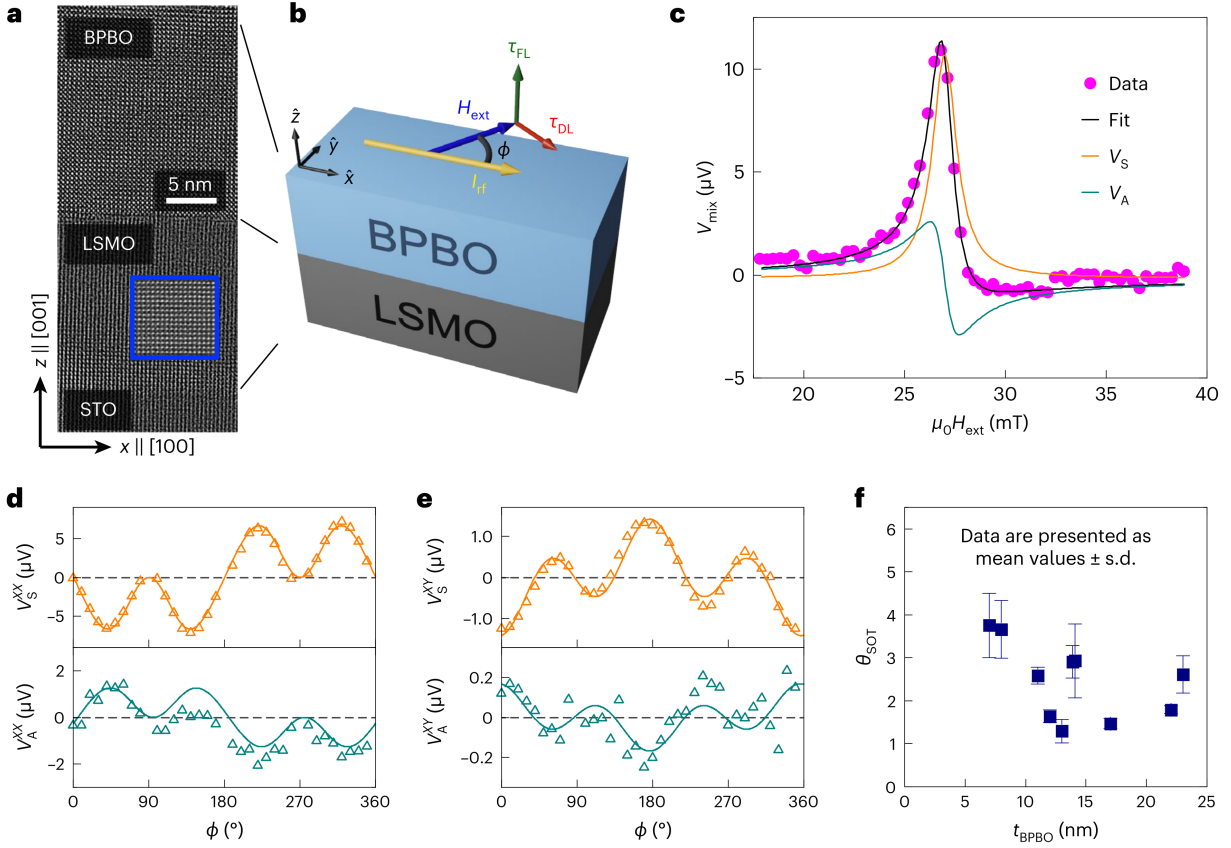 a
BPBO
5 nm
LSMO
STO
z || [001]
x || [100]
b
τFL
Hext
τDL
ẑ
ŷ
x̂
ϕ
Irf
BPBO
LSMO
c
Vmix (μV)
10
5
0
−5
20
25
30
35
40
μ0Hext (mT)
Data
Fit
VS
VA
d
VSXX (μV)
5
0
−5
VAXX (μV)
2
0
−2
0
90
180
270
360
ϕ (°)
e
VSXY (μV)
1.0
0
−1.0
VAXY (μV)
0.2
0
−0.2
0
90
180
270
360
ϕ (°)
f
Data are presented as
mean values ± s.d.
θSOT
6
5
4
3
2
1
0
0
5
10
15
20
25
tBPBO (nm)